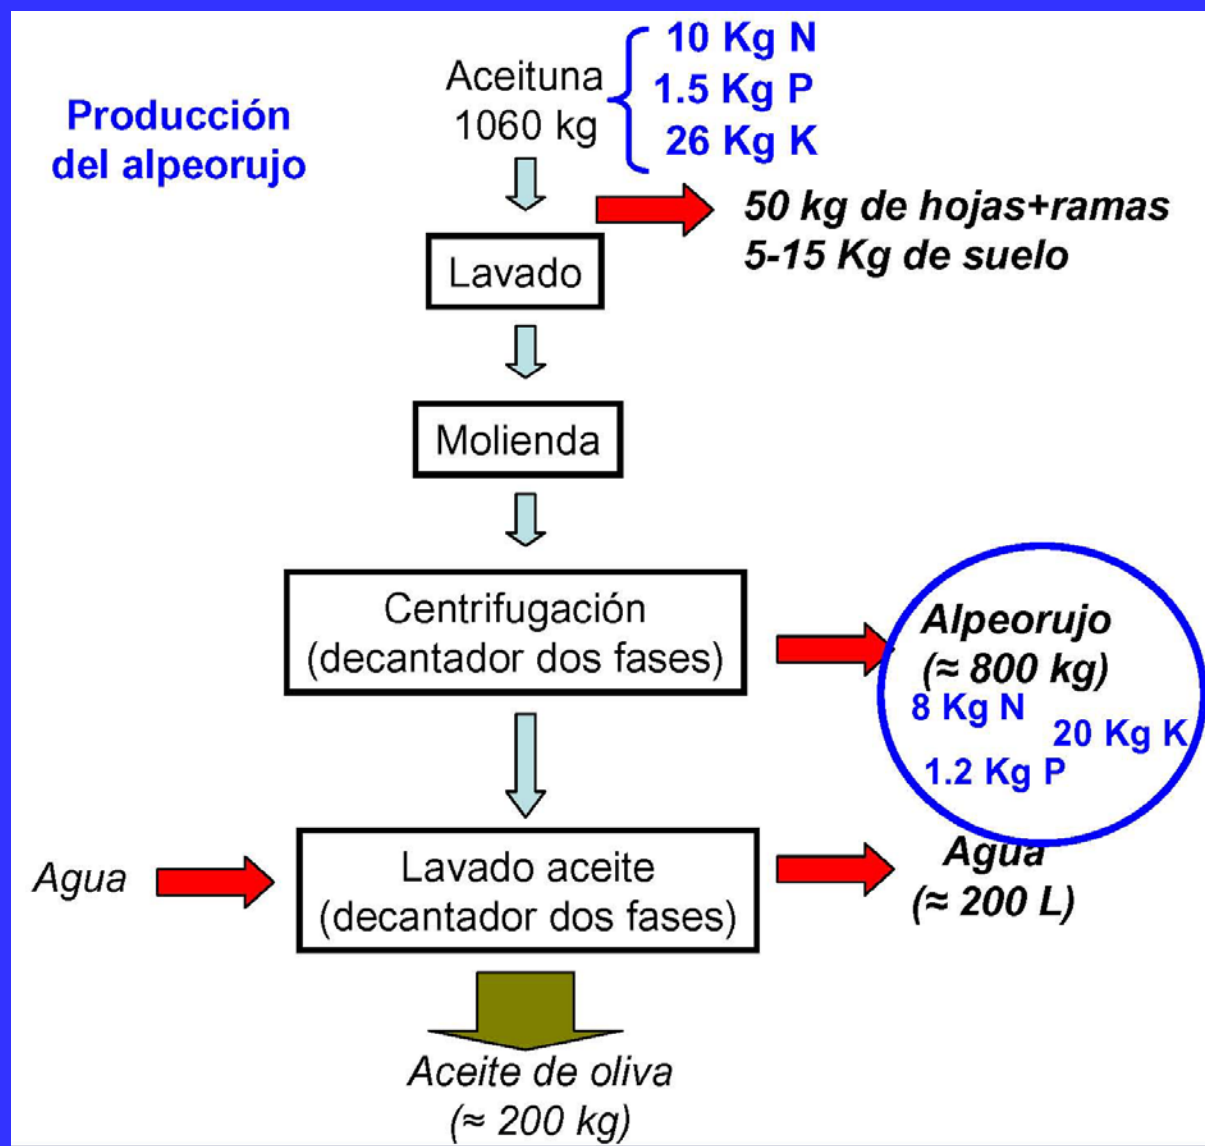 Producción
del alpeorujo
Aceituna
1060 kg
10 Kg N
1.5 Kg P
26 Kg K
50 kg de hojas+ramas
5-15 Kg de suelo
Lavado
Molienda
Centrifugación
(decantador dos fases)
Alpeorujo
(≈ 800 kg)
8 Kg N
20 Kg K
1.2 Kg P
Agua
Lavado aceite
(decantador dos fases)
Agua
(≈ 200 L)
Aceite de oliva
(≈ 200 kg)